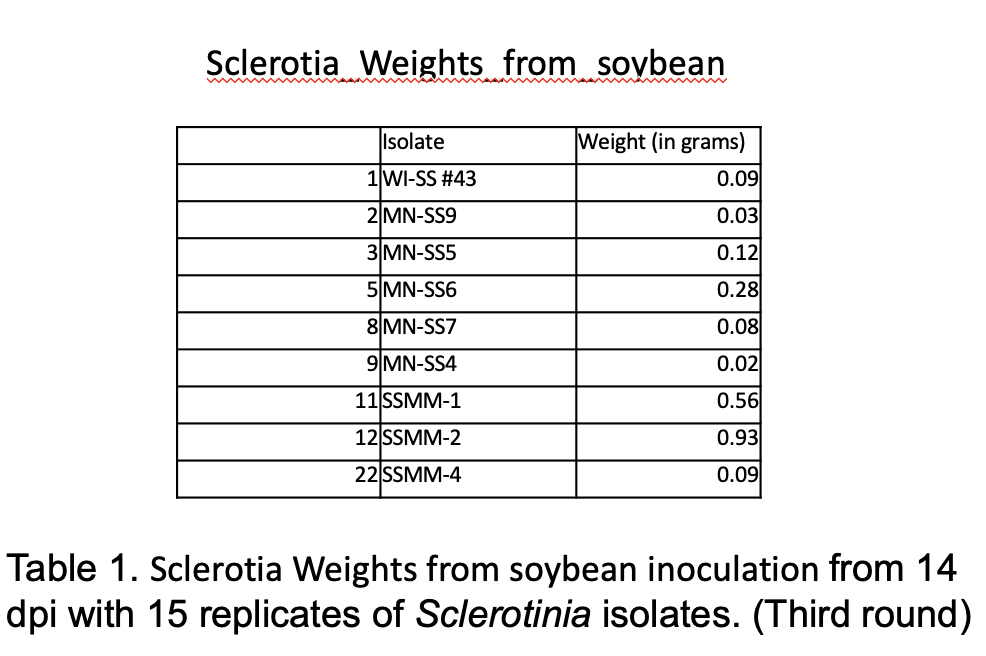 Sclerotia Weights from soybean
Isolate Weight (in grams)
1 WI-SS #43 0.09
2 MN-SS9 0.03
3 MN-SS5 0.12
5 MN-SS6 0.28
8 MN-SS7 0.08
9 MN-SS4 0.02
11 SSMM-1 0.56
12 SSMM-2 0.93
22 SSMM-4 0.09
Table 1. Sclerotia Weights from soybean inoculation from 14
dpi with 15 replicates of Sclerotinia isolates. (Third round)